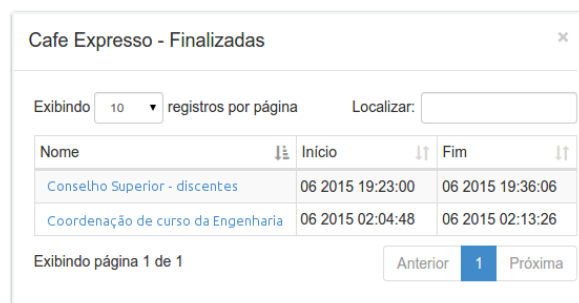 Cafe Expresso - Finalizadas ×
Exibindo 10 registros por página Localizar:
Nome Início Fim
Conselho Superior - discentes 06 2015 19:23:00 06 2015 19:36:06
Coordenação de curso da Engenharia 06 2015 02:04:48 06 2015 02:13:26
Exibindo página 1 de 1 Anterior 1 Próxima